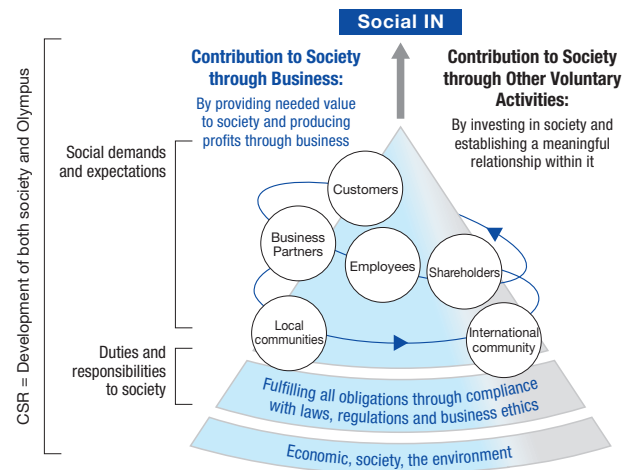 Social IN
Contribution to Society
through Business:
By providing needed value
to society and producing
profits through business
Contribution to Society
through Other Voluntary
Activities:
By investing in society and
establishing a meaningful
relationship within it
CSR = Development of both society and Olympus
Social demands
and expectations
Customers
Business
Partners
Employees
Shareholders
Local
communities
International
community
Duties and
responsibilities
to society
Fulfilling all obligations through compliance
with laws, regulations and business ethics
Economic, society, the environment